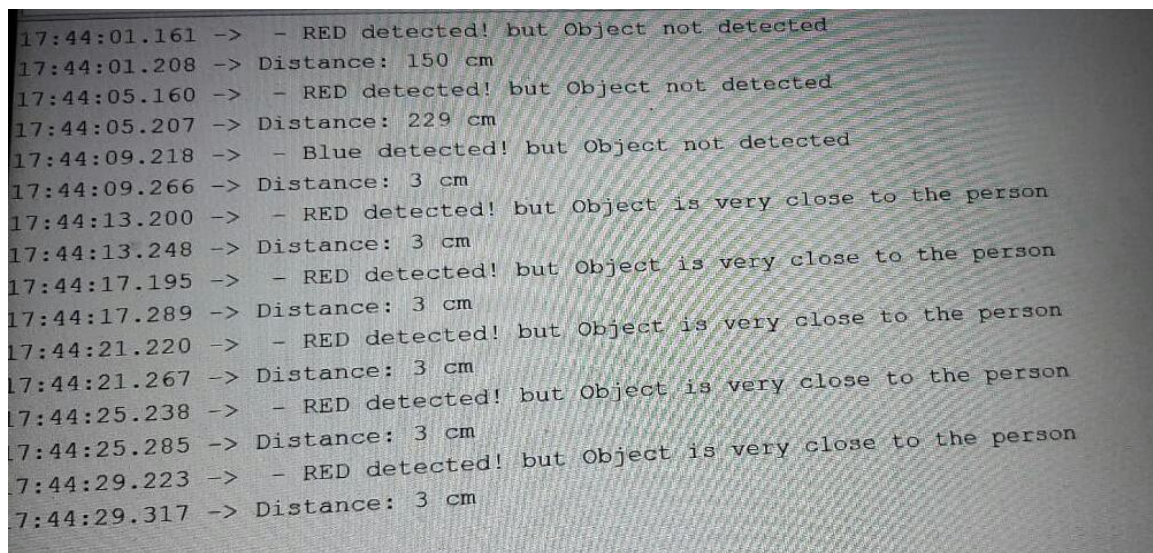 17:44:01.161 -> - RED detected! but Object not detected
17:44:01.208 -> Distance: 150 cm
17:44:05.160 -> - RED detected! but Object not detected
17:44:05.207 -> Distance: 229 cm
17:44:09.218 -> - Blue detected! but Object not detected
17:44:09.266 -> Distance: 3 cm
17:44:13.200 -> - RED detected! but Object is very close to the person
17:44:13.248 -> Distance: 3 cm
17:44:17.195 -> - RED detected! but Object is very close to the person
17:44:17.289 -> Distance: 3 cm
17:44:21.220 -> - RED detected! but Object is very close to the person
17:44:21.267 -> Distance: 3 cm
17:44:25.238 -> - RED detected! but Object is very close to the person
17:44:25.285 -> Distance: 3 cm
7:44:29.223 -> - RED detected! but Object is very close to the person
7:44:29.317 -> Distance: 3 cm